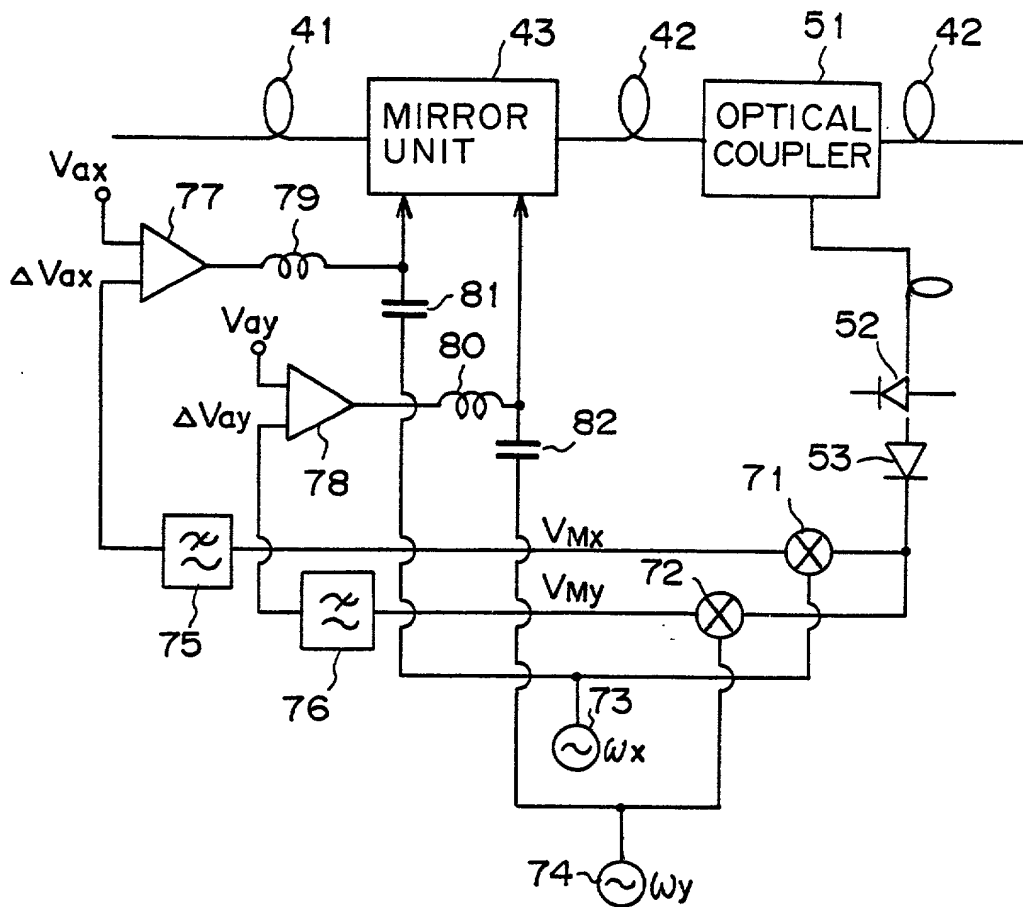 41
43
42
51
42
MIRROR
UNIT
OPTICAL
COUPLER
Vax
77
79
ΔVax
81
Vay
80
52
ΔVay
82
78
53
71
VMx
72
VMy
75
76
73
ωx
74
ωy